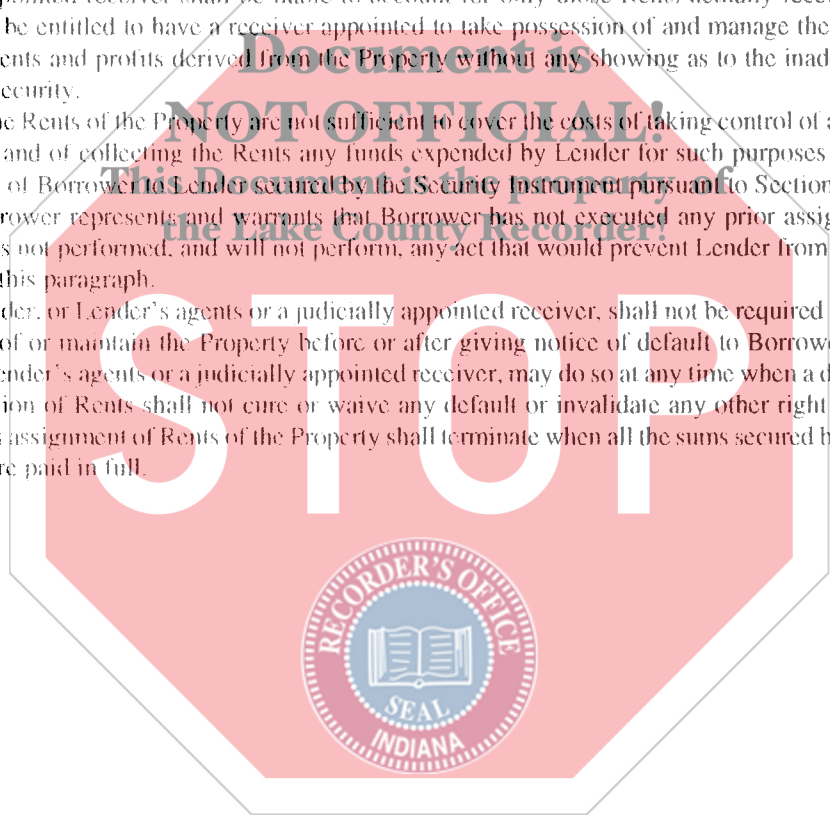 be entitled to have a receiver appointed to take possession of and manage the
ents and profits derived from the Property without any showing as to the inad
ecurity.
e Rents of the Property are not sufficient to cover the costs of taking control of a
and of collecting the Rents any funds expended by Lender for such purposes
of Borrower to Lender secured by the Security Instrument pursuant to Section
rower represents and warrants that Borrower has not executed any prior assig
s not performed, and will not perform, any act that would prevent Lender from
this paragraph.
der, or Lender's agents or a judicially appointed receiver, shall not be required
of or maintain the Property before or after giving notice of default to Borrowe
ender's agents or a judicially appointed receiver, may do so at any time when a d
ion of Rents shall not cure or waive any default or invalidate any other right
s assignment of Rents of the Property shall terminate when all the sums secured b
re paid in full.
Document is
NOT OFFICIAL!
This Document is the property of
the Lake County Recorder!
STOP
RECORDER'S OFFICE
SEAL
INDIANA